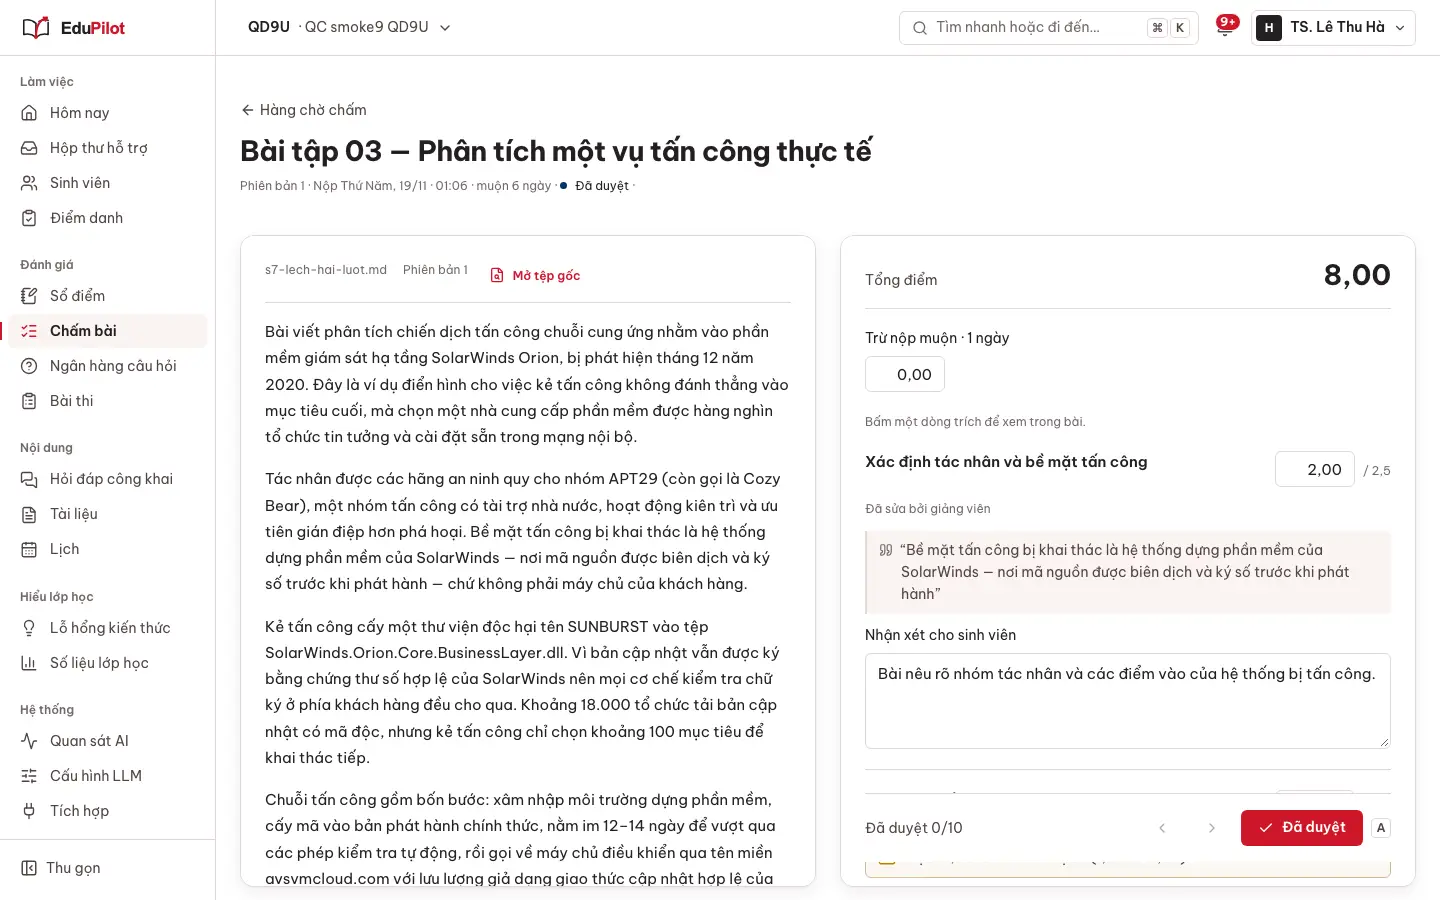 EduPilot
QD9U · QC smoke9 QD9U
Tìm nhanh hoặc đi đến...
⌘ K
9+
H TS. Lê Thu Hà
Làm việc
Hôm nay
Hộp thư hỗ trợ
Sinh viên
Điểm danh
Đánh giá
Sổ điểm
Chấm bài
Ngân hàng câu hỏi
Bài thi
Nội dung
Hỏi đáp công khai
Tài liệu
Lịch
Hiểu lớp học
Lỗ hổng kiến thức
Số liệu lớp học
Hệ thống
Quan sát AI
Cấu hình LLM
Tích hợp
Thu gọn
← Hàng chờ chấm
Bài tập 03 — Phân tích một vụ tấn công thực tế
Phiên bản 1 · Nộp Thứ Năm, 19/11 · 01:06 · muộn 6 ngày · Đã duyệt ·
s7-lech-hai-luot.md Phiên bản 1 Mở tệp gốc
Bài viết phân tích chiến dịch tấn công chuỗi cung ứng nhằm vào phần
mềm giám sát hạ tầng SolarWinds Orion, bị phát hiện tháng 12 năm
2020. Đây là ví dụ điển hình cho việc kẻ tấn công không đánh thẳng vào
mục tiêu cuối, mà chọn một nhà cung cấp phần mềm được hàng nghìn
tổ chức tin tưởng và cài đặt sẵn trong mạng nội bộ.
Tác nhân được các hãng an ninh quy cho nhóm APT29 (còn gọi là Cozy
Bear), một nhóm tấn công có tài trợ nhà nước, hoạt động kiên trì và ưu
tiên gián điệp hơn phá hoại. Bề mặt tấn công bị khai thác là hệ thống
dựng phần mềm của SolarWinds — nơi mã nguồn được biên dịch và ký
số trước khi phát hành — chứ không phải máy chủ của khách hàng.
Kẻ tấn công cấy một thư viện độc hại tên SUNBURST vào tệp
SolarWinds.Orion.Core.BusinessLayer.dll. Vì bản cập nhật vẫn được ký
bằng chứng thư số hợp lệ của SolarWinds nên mọi cơ chế kiểm tra chữ
ký ở phía khách hàng đều cho qua. Khoảng 18.000 tổ chức tải bản cập
nhật có mã độc, nhưng kẻ tấn công chỉ chọn khoảng 100 mục tiêu để
khai thác tiếp.
Chuỗi tấn công gồm bốn bước: xâm nhập môi trường dựng phần mềm,
cấy mã vào bản phát hành chính thức, nằm im 12–14 ngày để vượt qua
các phép kiểm tra tự động, rồi gọi về máy chủ điều khiển qua tên miền
avsvmcloud.com với lưu lượng giả dạng giao thức cập nhật hợp lệ của
Tổng điểm 8,00
Trừ nộp muộn · 1 ngày
0,00
Bấm một dòng trích để xem trong bài.
Xác định tác nhân và bề mặt tấn công 2,00 / 2,5
Đã sửa bởi giảng viên
“Bề mặt tấn công bị khai thác là hệ thống dựng phần mềm của
SolarWinds — nơi mã nguồn được biên dịch và ký số trước khi phát
hành”
Nhận xét cho sinh viên
Bài nêu rõ nhóm tác nhân và các điểm vào của hệ thống bị tấn công.
Đã duyệt 0/10 Đã duyệt A